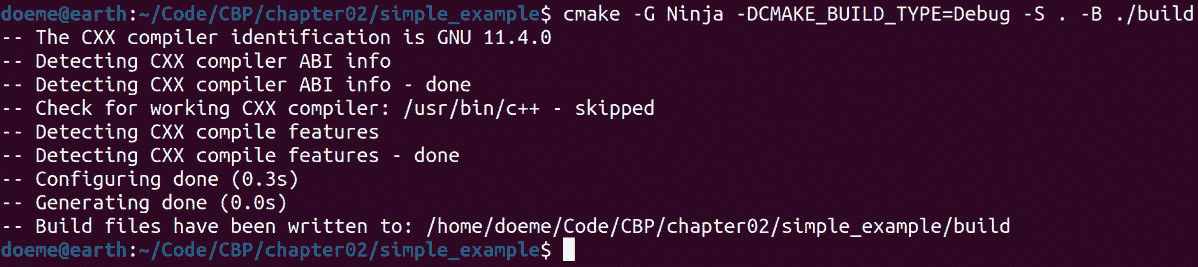 doeme@earth:~/Code/CBP/chapter02/simple_example$ cmake -G Ninja -DCMAKE_BUILD_TYPE=Debug -S . -B ./build
-- The CXX compiler identification is GNU 11.4.0
-- Detecting CXX compiler ABI info
-- Detecting CXX compiler ABI info - done
-- Check for working CXX compiler: /usr/bin/c++ - skipped
-- Detecting CXX compile features
-- Detecting CXX compile features - done
-- Configuring done (0.3s)
-- Generating done (0.0s)
-- Build files have been written to: /home/doeme/Code/CBP/chapter02/simple_example/build
doeme@earth:~/Code/CBP/chapter02/simple_example$